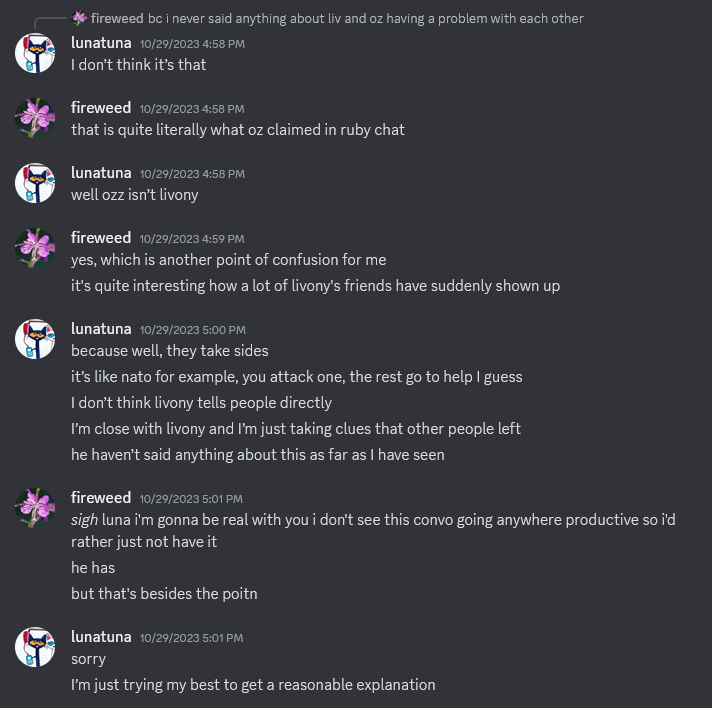 fireweed bc i never said anything about liv and oz having a problem with each other
lunatuna 10/29/2023 4:58 PM
I don’t think it’s that
fireweed 10/29/2023 4:58 PM
that is quite literally what oz claimed in ruby chat
lunatuna 10/29/2023 4:58 PM
well ozz isn’t livony
fireweed 10/29/2023 4:59 PM
yes, which is another point of confusion for me
it's quite interesting how a lot of livony's friends have suddenly shown up
lunatuna 10/29/2023 5:00 PM
because well, they take sides
it’s like nato for example, you attack one, the rest go to help I guess
I don’t think livony tells people directly
I’m close with livony and I’m just taking clues that other people left
he haven’t said anything about this as far as I have seen
fireweed 10/29/2023 5:01 PM
sigh luna i'm gonna be real with you i don't see this convo going anywhere productive so i'd
rather just not have it
he has
but that's besides the poitn
lunatuna 10/29/2023 5:01 PM
sorry
I’m just trying my best to get a reasonable explanation